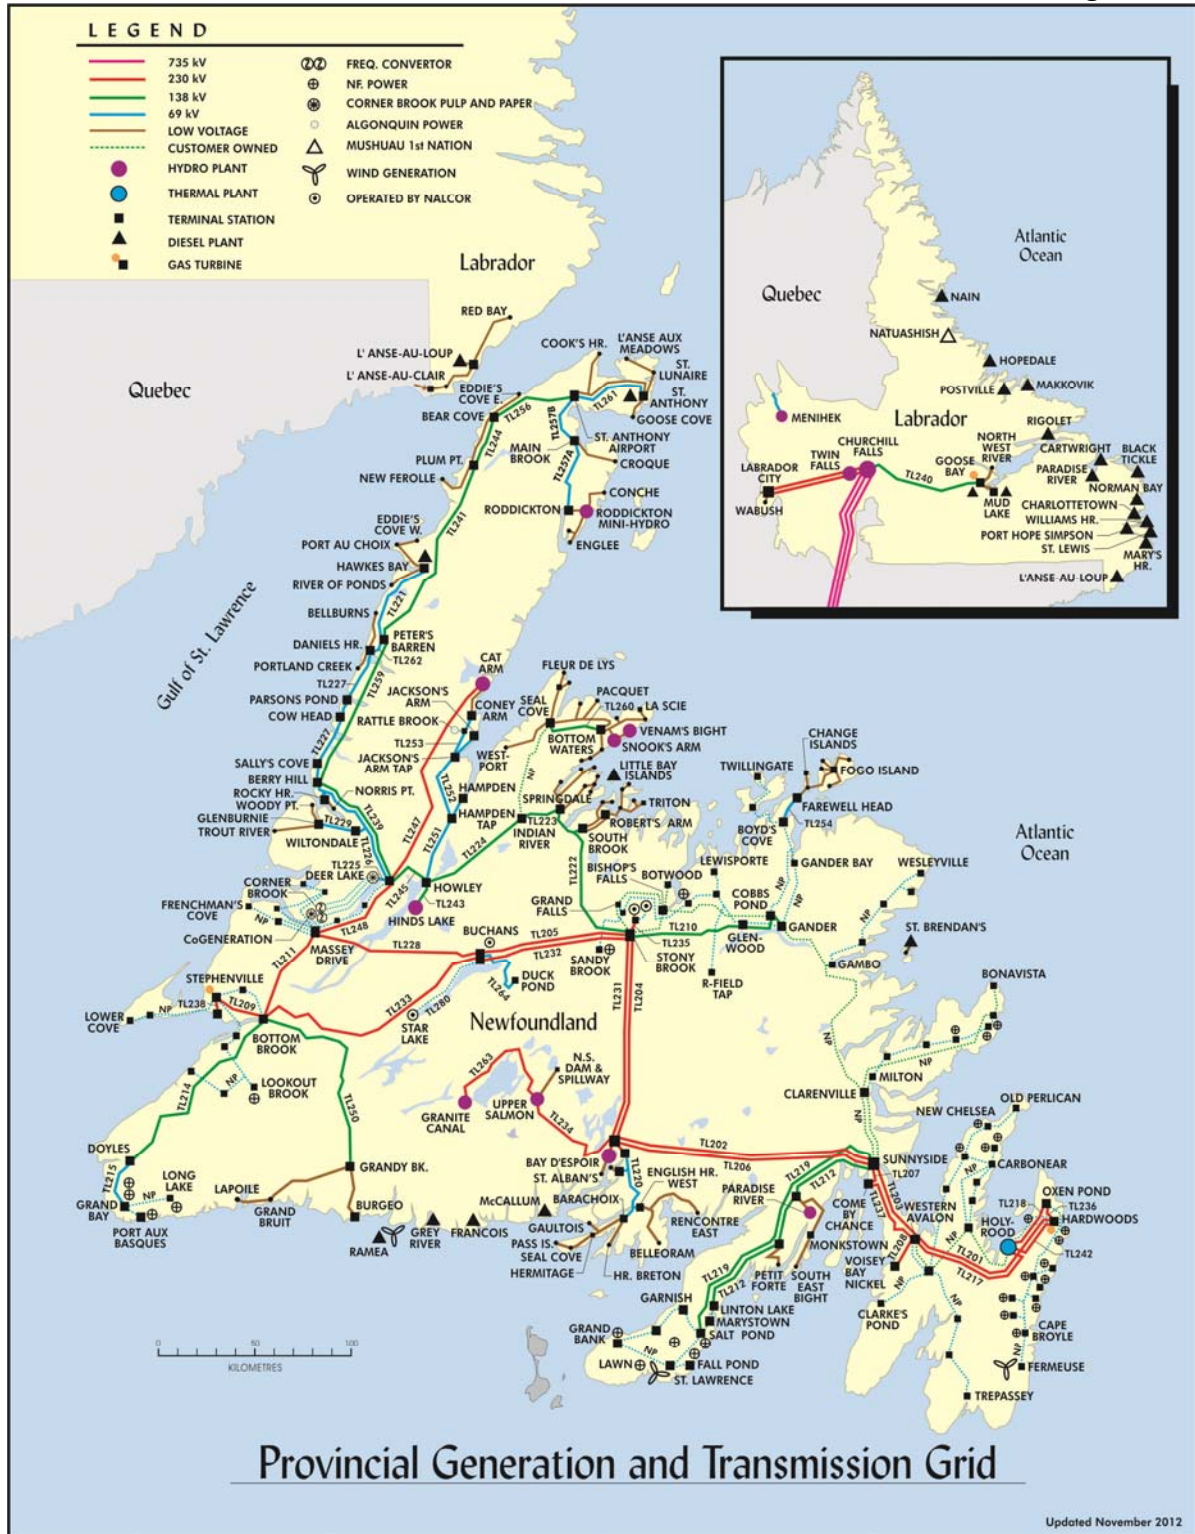 LEGEND
735 kV
230 kV
138 kV
69 kV
LOW VOLTAGE
CUSTOMER OWNED
HYDRO PLANT
THERMAL PLANT
TERMINAL STATION
DIESEL PLANT
GAS TURBINE
FREQ. CONVERTOR
NF. POWER
CORNER BROOK PULP AND PAPER
ALGONQUIN POWER
MUSHUAU 1st NATION
WIND GENERATION
OPERATED BY NALCOR
Quebec
Labrador
Atlantic
Ocean
NAIN
NATUASHISH
HOPEDALE
POSTVILLE
MAKKOVIK
MENIHEK
RIGOLET
CHURCHILL
FALLS
TWIN
FALLS
NORTH
WEST
RIVER
CARTWRIGHT
BLACK
TICKLE
LABRADOR
CITY
WABUSH
TL240
GOOSE
BAY
MUD
LAKE
PARADISE
RIVER
NORMAN BAY
CHARLOTTETOWN
WILLIAMS HR.
PORT HOPE SIMPSON
ST. LEWIS
MARY'S
HR.
L'ANSE-AU-LOUP
Labrador
Quebec
RED BAY
L' ANSE-AU-LOUP
L' ANSE-AU-CLAIR
COOK'S HR.
L'ANSE AUX
MEADOWS
ST.
LUNAIRE
EDDIE'S
COVE E.
TL256
TL261
ST.
ANTHONY
GOOSE COVE
BEAR COVE
TL244
TL257B
MAIN
BROOK
ST. ANTHONY
AIRPORT
CROQUE
TL257A
PLUM PT.
NEW FEROLLE
CONCHE
RODDICKTON
RODDICKTON
MINI-HYDRO
ENGLEE
TL241
EDDIE'S
COVE W.
PORT AU CHOIX
HAWKES BAY
RIVER OF PONDS
TL221
BELLBURNS
PETER'S
BARREN
DANIELS HR.
TL262
PORTLAND CREEK
TL227
TL259
PARSONS POND
COW HEAD
Gulf of St. Lawrence
CAT
ARM
JACKSON'S
ARM
CONEY
ARM
RATTLE BROOK
TL253
JACKSON'S
ARM TAP
TL227
SALLY'S COVE
BERRY HILL
ROCKY HR.
NORRIS PT.
WOODY PT.
GLENBURNIE
TROUT RIVER
TL229
WILTONDALE
TL239
TL226
TL247
TL252
TL251
HAMPDEN
HAMPDEN
TAP
FLEUR DE LYS
SEAL
COVE
PACQUET
TL260
LA SCIE
VENAM'S BIGHT
SNOOK'S ARM
BOTTOM
WATERS
WEST-
PORT
NP
LITTLE BAY
ISLANDS
SPRINGDALE
TRITON
ROBERT'S ARM
TL223
INDIAN
RIVER
SOUTH
BROOK
TL224
TL222
TL225
DEER LAKE
TL245
HOWLEY
TL243
HINDS LAKE
CORNER
BROOK
FRENCHMAN'S
COVE
NP
CoGENERATION
TL248
MASSEY
DRIVE
CHANGE
ISLANDS
FOGO ISLAND
TWILLINGATE
FAREWELL HEAD
TL254
BOYD'S
COVE
GANDER BAY
NP
WESLEYVILLE
LEWISPORTE
BISHOP'S
FALLS
BOTWOOD
COBBS
POND
GRAND
FALLS
TL210
GLEN-
WOOD
GANDER
NP
GAMBO
ST. BRENDAN'S
BONAVISTA
TL235
STONY
BROOK
SANDY
BROOK
R-FIELD
TAP
BUCHANS
TL228
TL205
TL232
TL211
TL231
TL204
DUCK
POND
TL264
TL233
TL280
STAR
LAKE
Newfoundland
Atlantic
Ocean
STEPHENVILLE
TL238
TL209
LOWER
COVE
NP
BOTTOM
BROOK
LOOKOUT
BROOK
NP
TL214
TL250
TL263
N.S.
DAM &
SPILLWAY
GRANITE
CANAL
UPPER
SALMON
TL234
CLARENVILLE
MILTON
NP
NP
OLD PERLICAN
NEW CHELSEA
DOYLES
TL215
LONG
LAKE
NP
GRAND
BAY
PORT AUX
BASQUES
LAPOILE
GRAND
BRUIT
GRANDY BK.
BURGEO
RAMEA
GREY
RIVER
FRANCOIS
McCALLUM
BAY D'ESPOIR
ST. ALBAN'S
TL220
ENGLISH HR.
WEST
BARACHOIX
GAULTOIS
PASS IS.
SEAL COVE
HERMITAGE
HR. BRETON
BELLEORAM
RENCONTRE
EAST
TL202
TL206
TL219
TL212
SUNNYSIDE
TL207
TL203
TL237
PARADISE
RIVER
COME
BY
CHANCE
MONKSTOWN
WESTERN
AVALON
NP
CARBONEAR
NP
TL218
OXEN POND
TL236
HARDWOODS
HOLY-
ROOD
TL208
TL201
TL217
TL242
VOISEY
BAY
NICKEL
NP
CLARKE'S
POND
NP
NP
CAPE
BROYLE
FERMEUSE
TREPASSEY
PETIT
FORTE
SOUTH
EAST
BIGHT
TL219
TL212
GARNISH
LINTON LAKE
MARYSTOWN
SALT POND
GRAND
BANK
NP
LAWN
FALL POND
ST. LAWRENCE
0 50 100
KILOMETRES
Provincial Generation and Transmission Grid
Updated November 2012